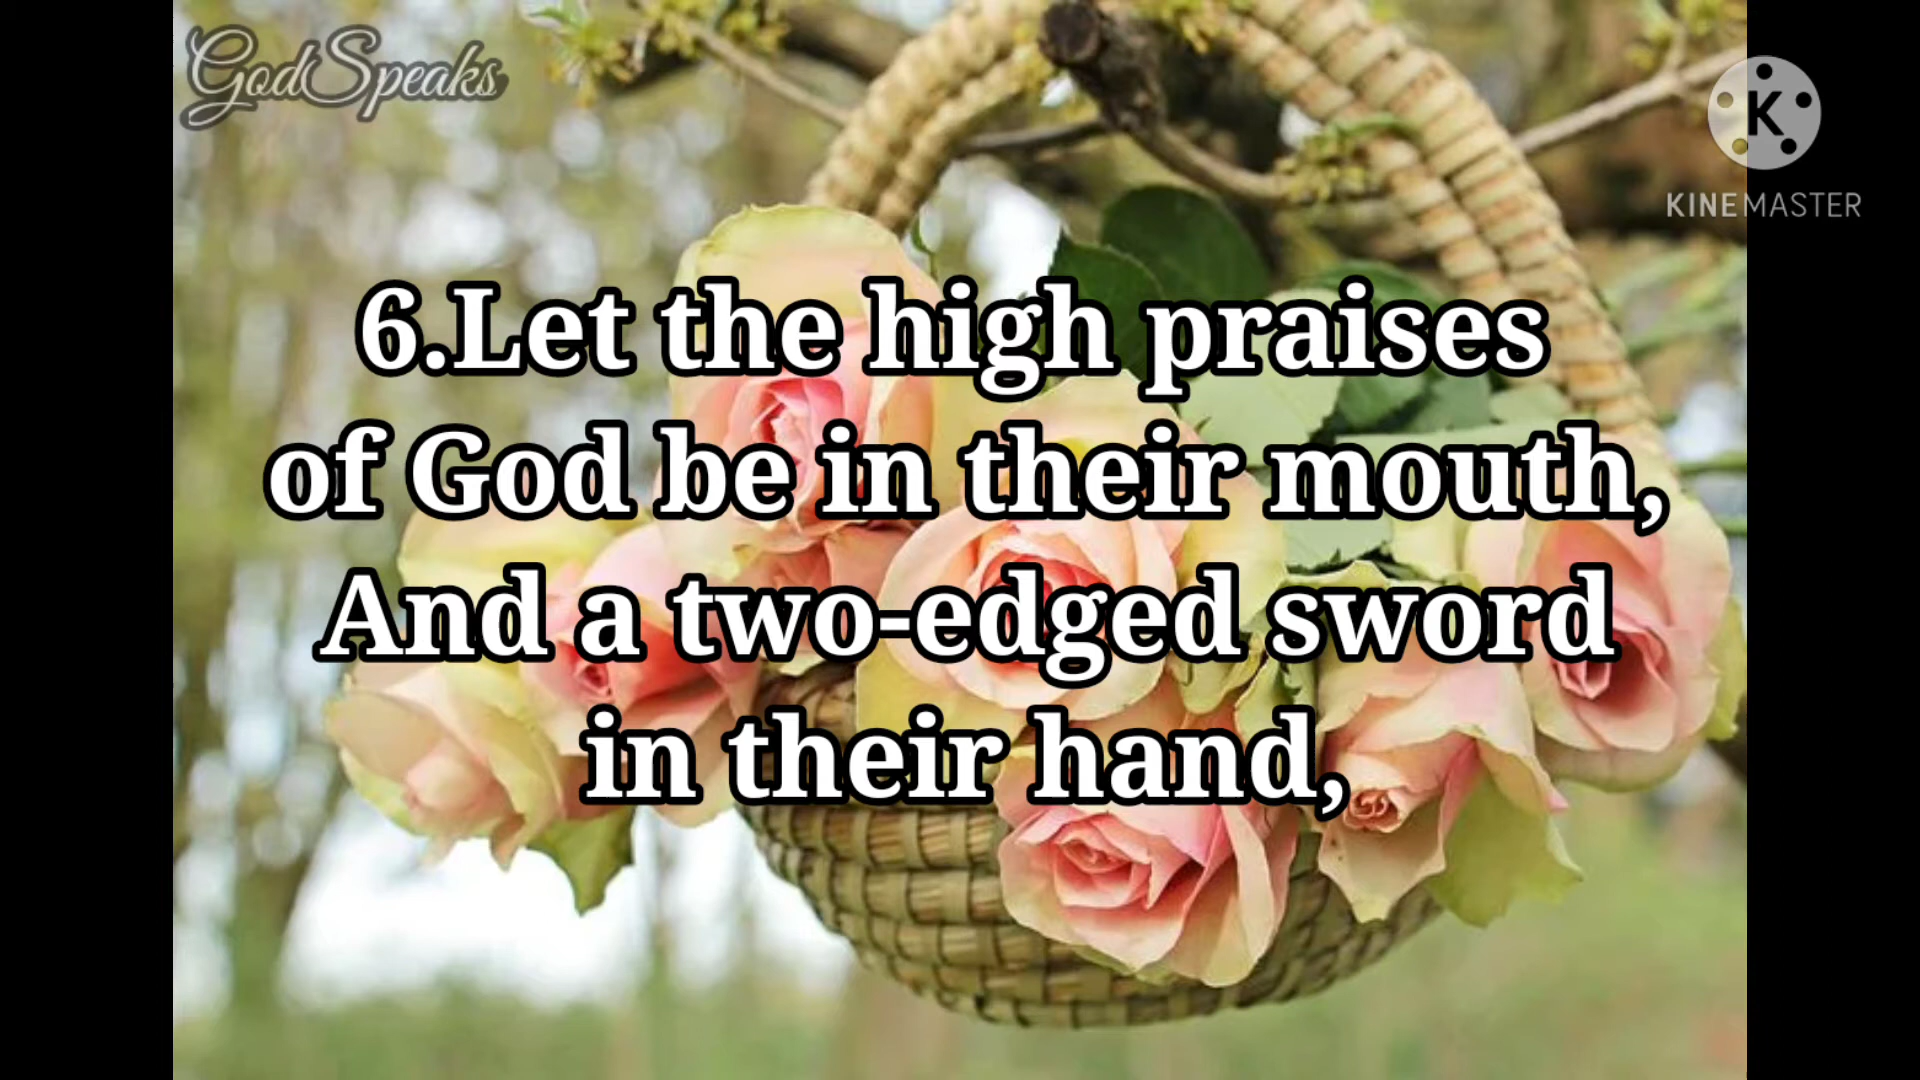 GodSpeaks
K
KINEMASTER
6.Let the high praises
of God be in their mouth,
And a two-edged sword
in their hand,